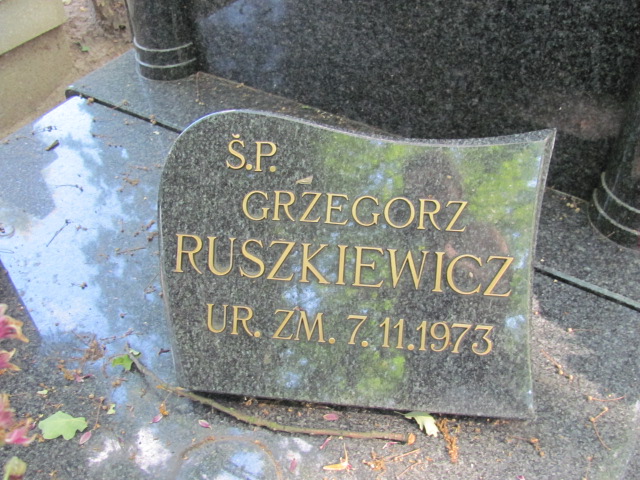 Ś.P.
GRZEGORZ
RUSZKIEWICZ
UR. ZM. 7.11.1973